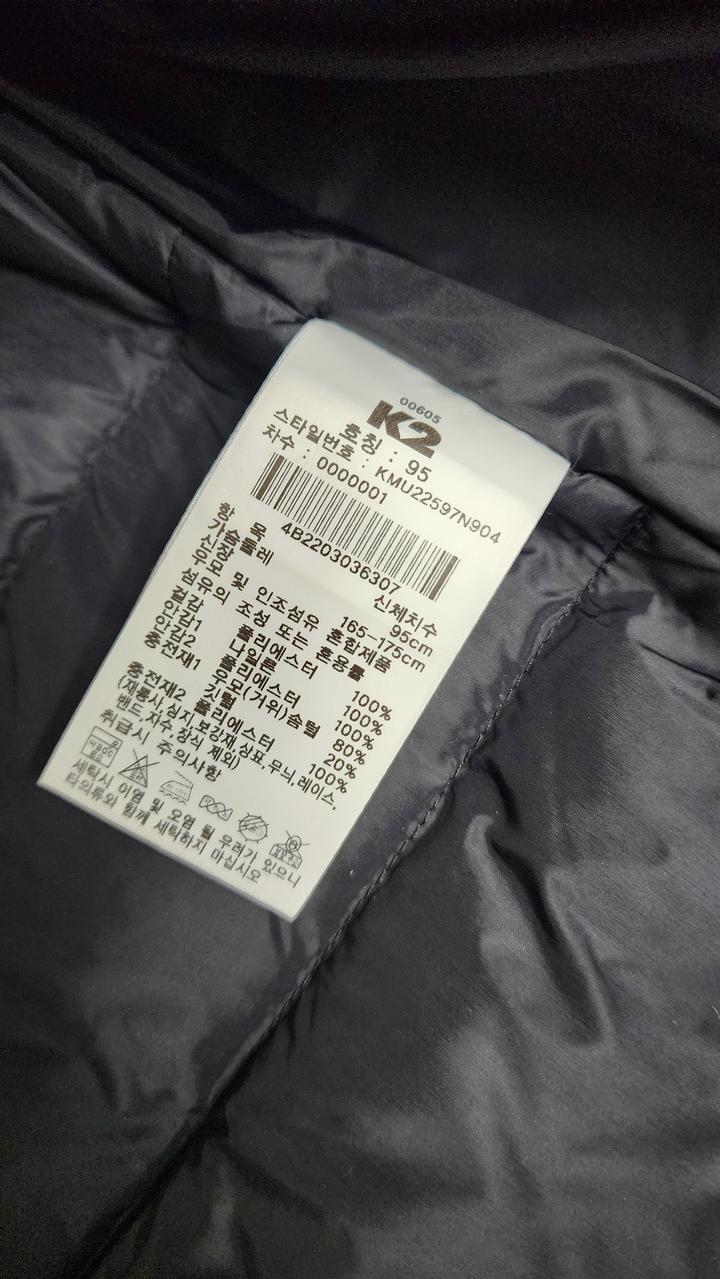 00605
K2
호칭 : 95
스타일번호 : KMU22597N904
차수 : 0000001
4B2203036307
항 목 신체치수
가슴둘레 95cm
신장 165-175cm
우모 및 인조섬유 혼합제품
섬유의 조성 또는 혼용률
겉감 폴리에스터 100%
안감1 나일론 100%
안감2 폴리에스터 100%
충전재1 우모(거위)솜털 80%
깃털 20%
충전재2 폴리에스터 100%
(재봉사,심지,보강재,상표,무늬,레이스,
밴드,자수,장식 제외)
취급시 주의사항
세탁시 이염 및 오염 될 우려가 있으니
타의류와 함께 세탁하지 마십시오